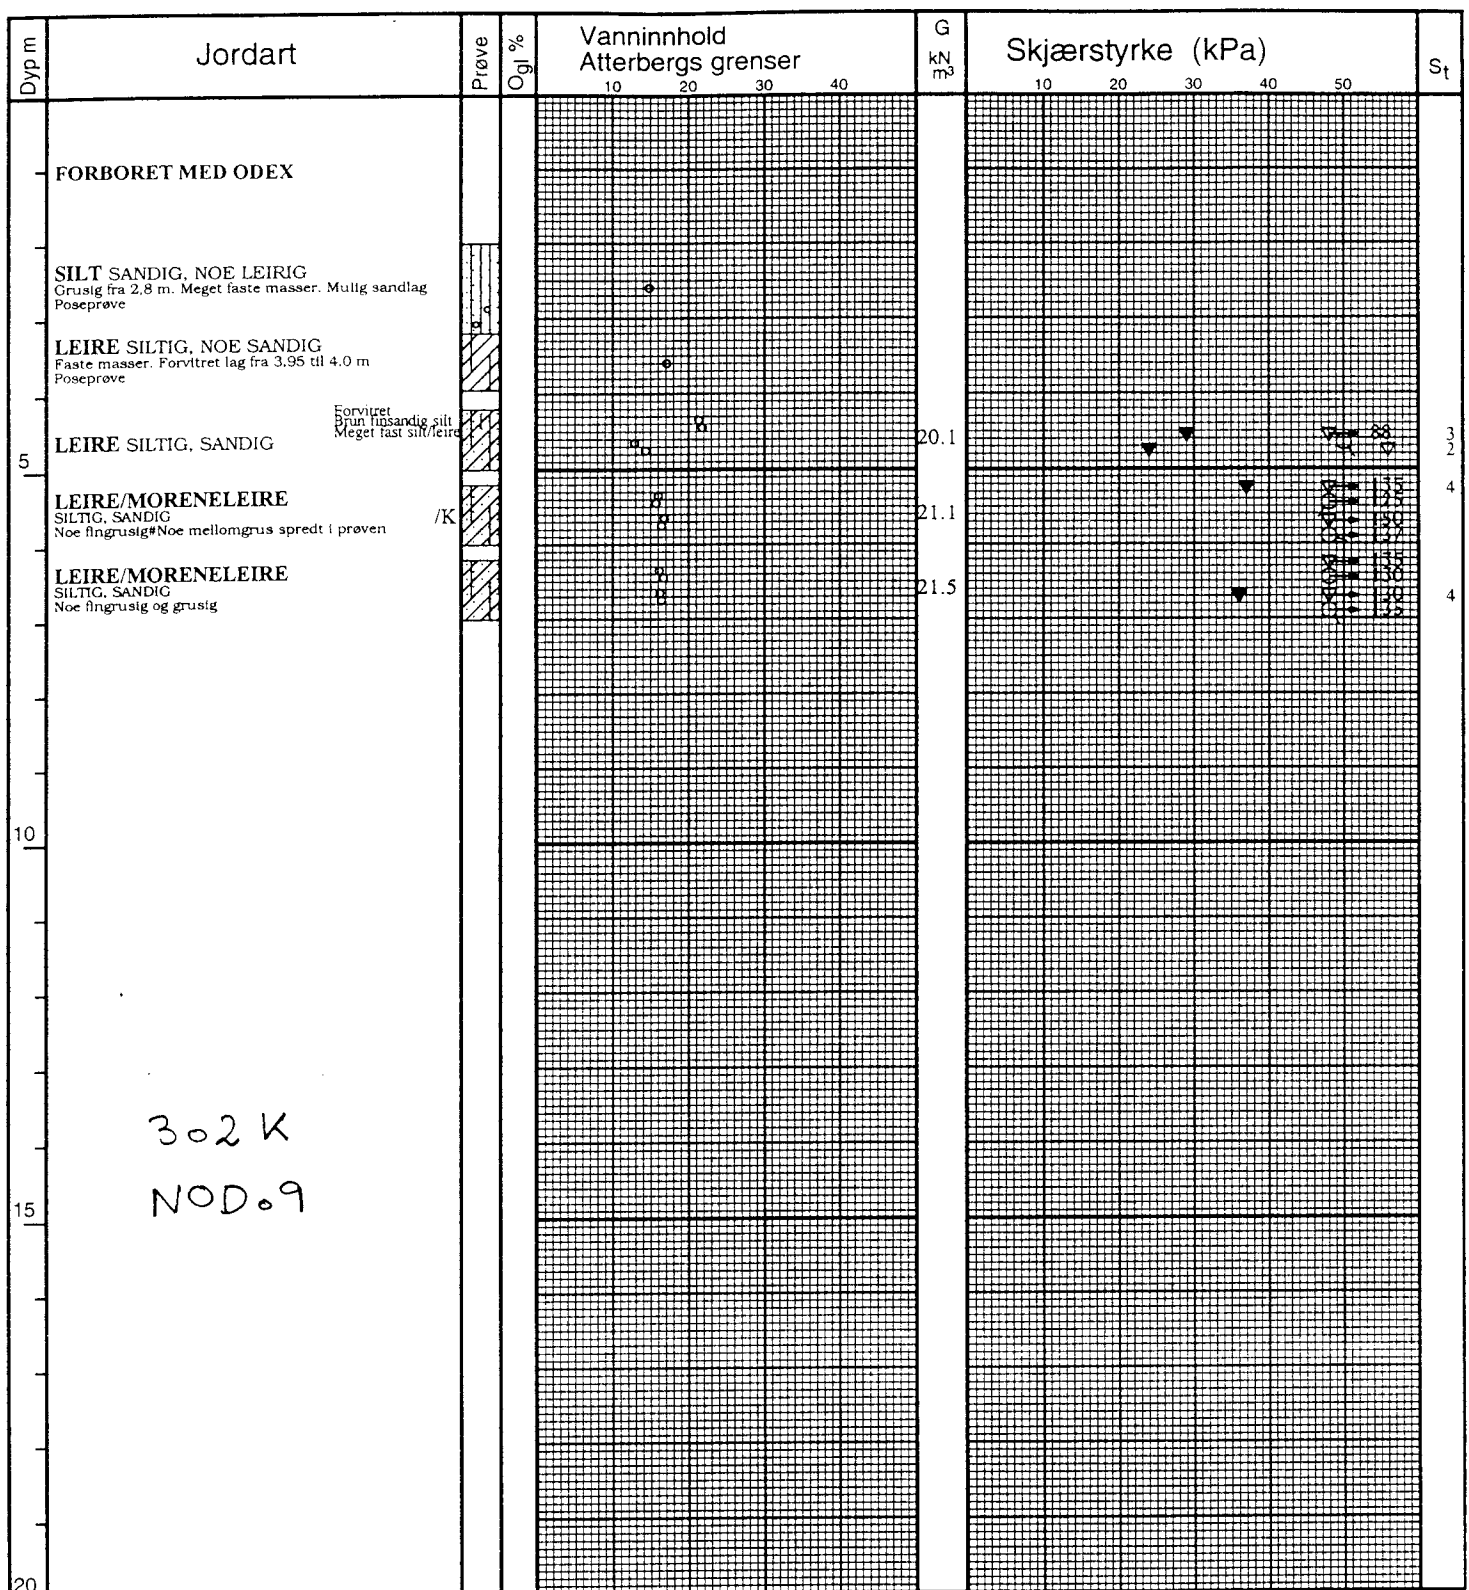 Dyp m
Jordart
Prøve
Ogl %
Vanninnhold
Atterbergs grenser
10 20 30 40
G
kN
m³
Skjærstyrke (kPa)
10 20 30 40 50
St
FORBORET MED ODEX
SILT SANDIG, NOE LEIRIG
Grusig fra 2,8 m. Meget faste masser. Mulig sandlag
Poseprøve
LEIRE SILTIG, NOE SANDIG
Faste masser. Forvitret lag fra 3.95 til 4.0 m
Poseprøve
Forvitret
Brun finsandig silt
Meget fast silt/leire
LEIRE SILTIG, SANDIG
20.1
88
3
2
5
LEIRE/MORENELEIRE
SILTIG, SANDIG
/K
Noe fingrusig#Noe mellomgrus spredt i prøven
21.1
4
LEIRE/MORENELEIRE
SILTIG, SANDIG
Noe fingrusig og grusig
21.5
4
10
302 K
NOD09
15
20